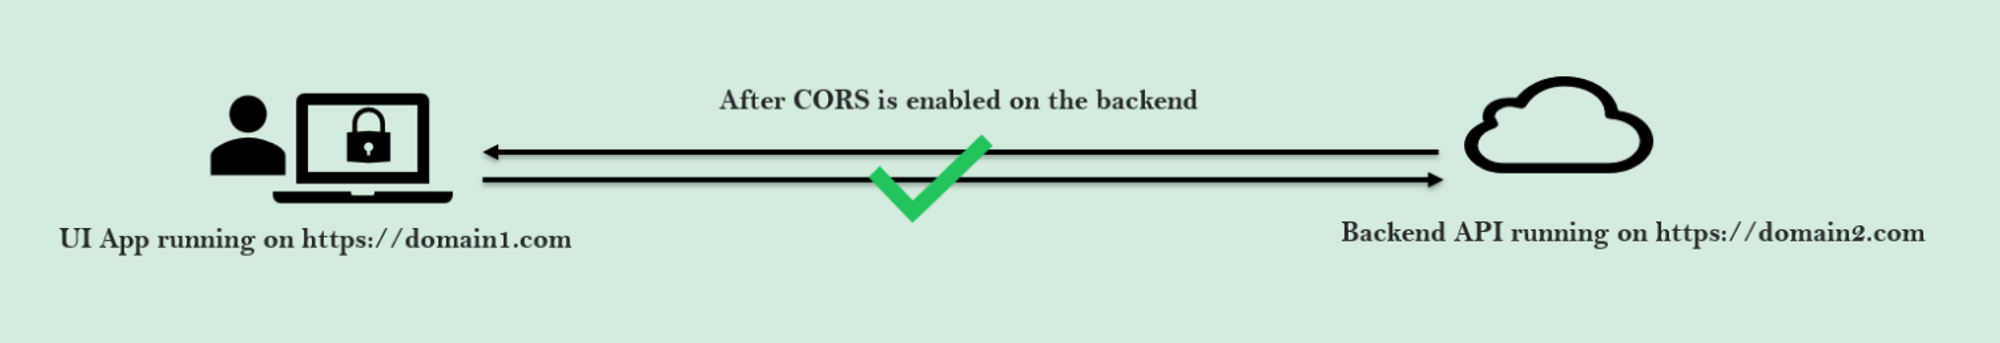 After CORS is enabled on the backend
UI App running on https://domain1.com
Backend API running on https://domain2.com